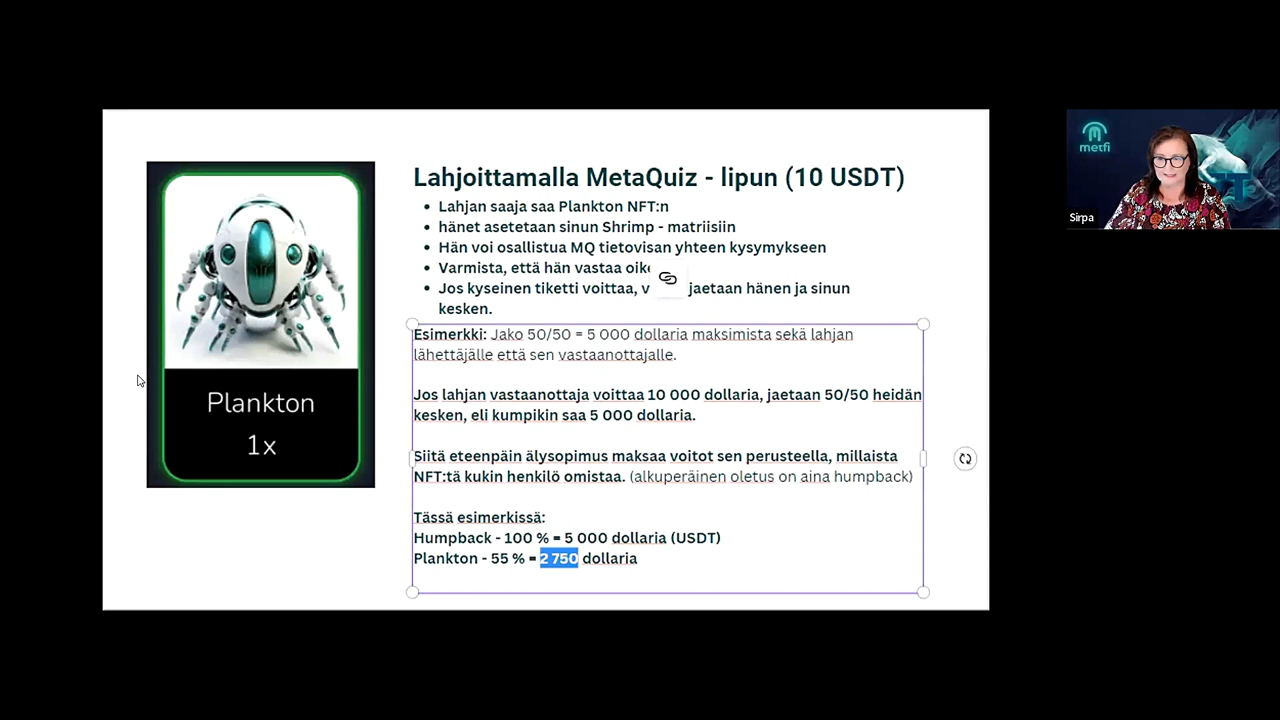 Lahjoittamalla MetaQuiz - lipun (10 USDT)
Lahjan saaja saa Plankton NFT:n
hänet asetetaan sinun Shrimp - matriisiin
Hän voi osallistua MQ tietovisan yhteen kysymykseen
Varmista, että hän vastaa
Jos kyseinen tiketti voittaa, jaetaan hänen ja sinun
kesken.
Esimerkki: Jako 50/50 = 5 000 dollaria maksimista sekä lahjan
lähettäjälle että sen vastaanottajalle.
Jos lahjan vastaanottaja voittaa 10 000 dollaria, jaetaan 50/50 heidän
kesken, eli kumpikin saa 5 000 dollaria.
Siitä eteenpäin älysopimus maksaa voitot sen perusteella, millaista
NFT:tä kukin henkilö omistaa. (alkuperäinen oletus on aina humpback)
Tässä esimerkissä:
Humpback - 100 % = 5 000 dollaria (USDT)
Plankton - 55 % = 2 750 dollaria
Plankton
1x
metfi
Sirpa